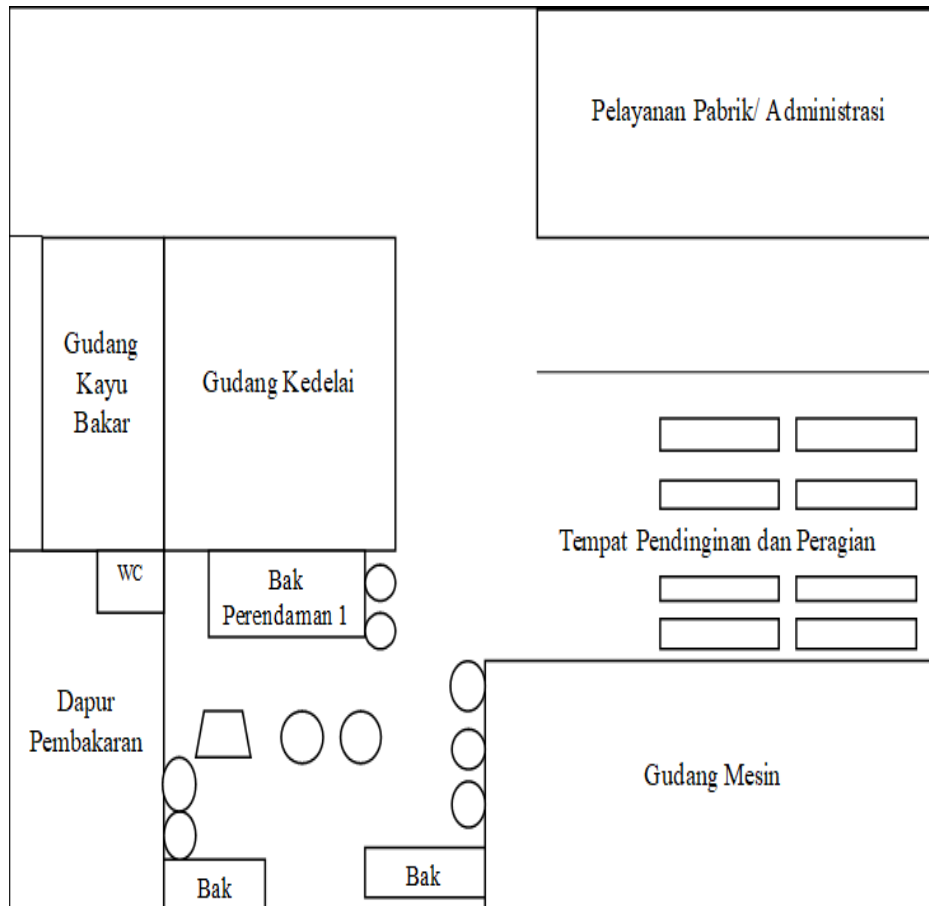 Pelayanan Pabrik/ Administrasi
Gudang
Kayu
Bakar
Gudang Kedelai
Tempat Pendinginan dan Peragian
WC
Bak
Perendaman 1
Dapur
Pembakaran
Gudang Mesin
Bak
Bak